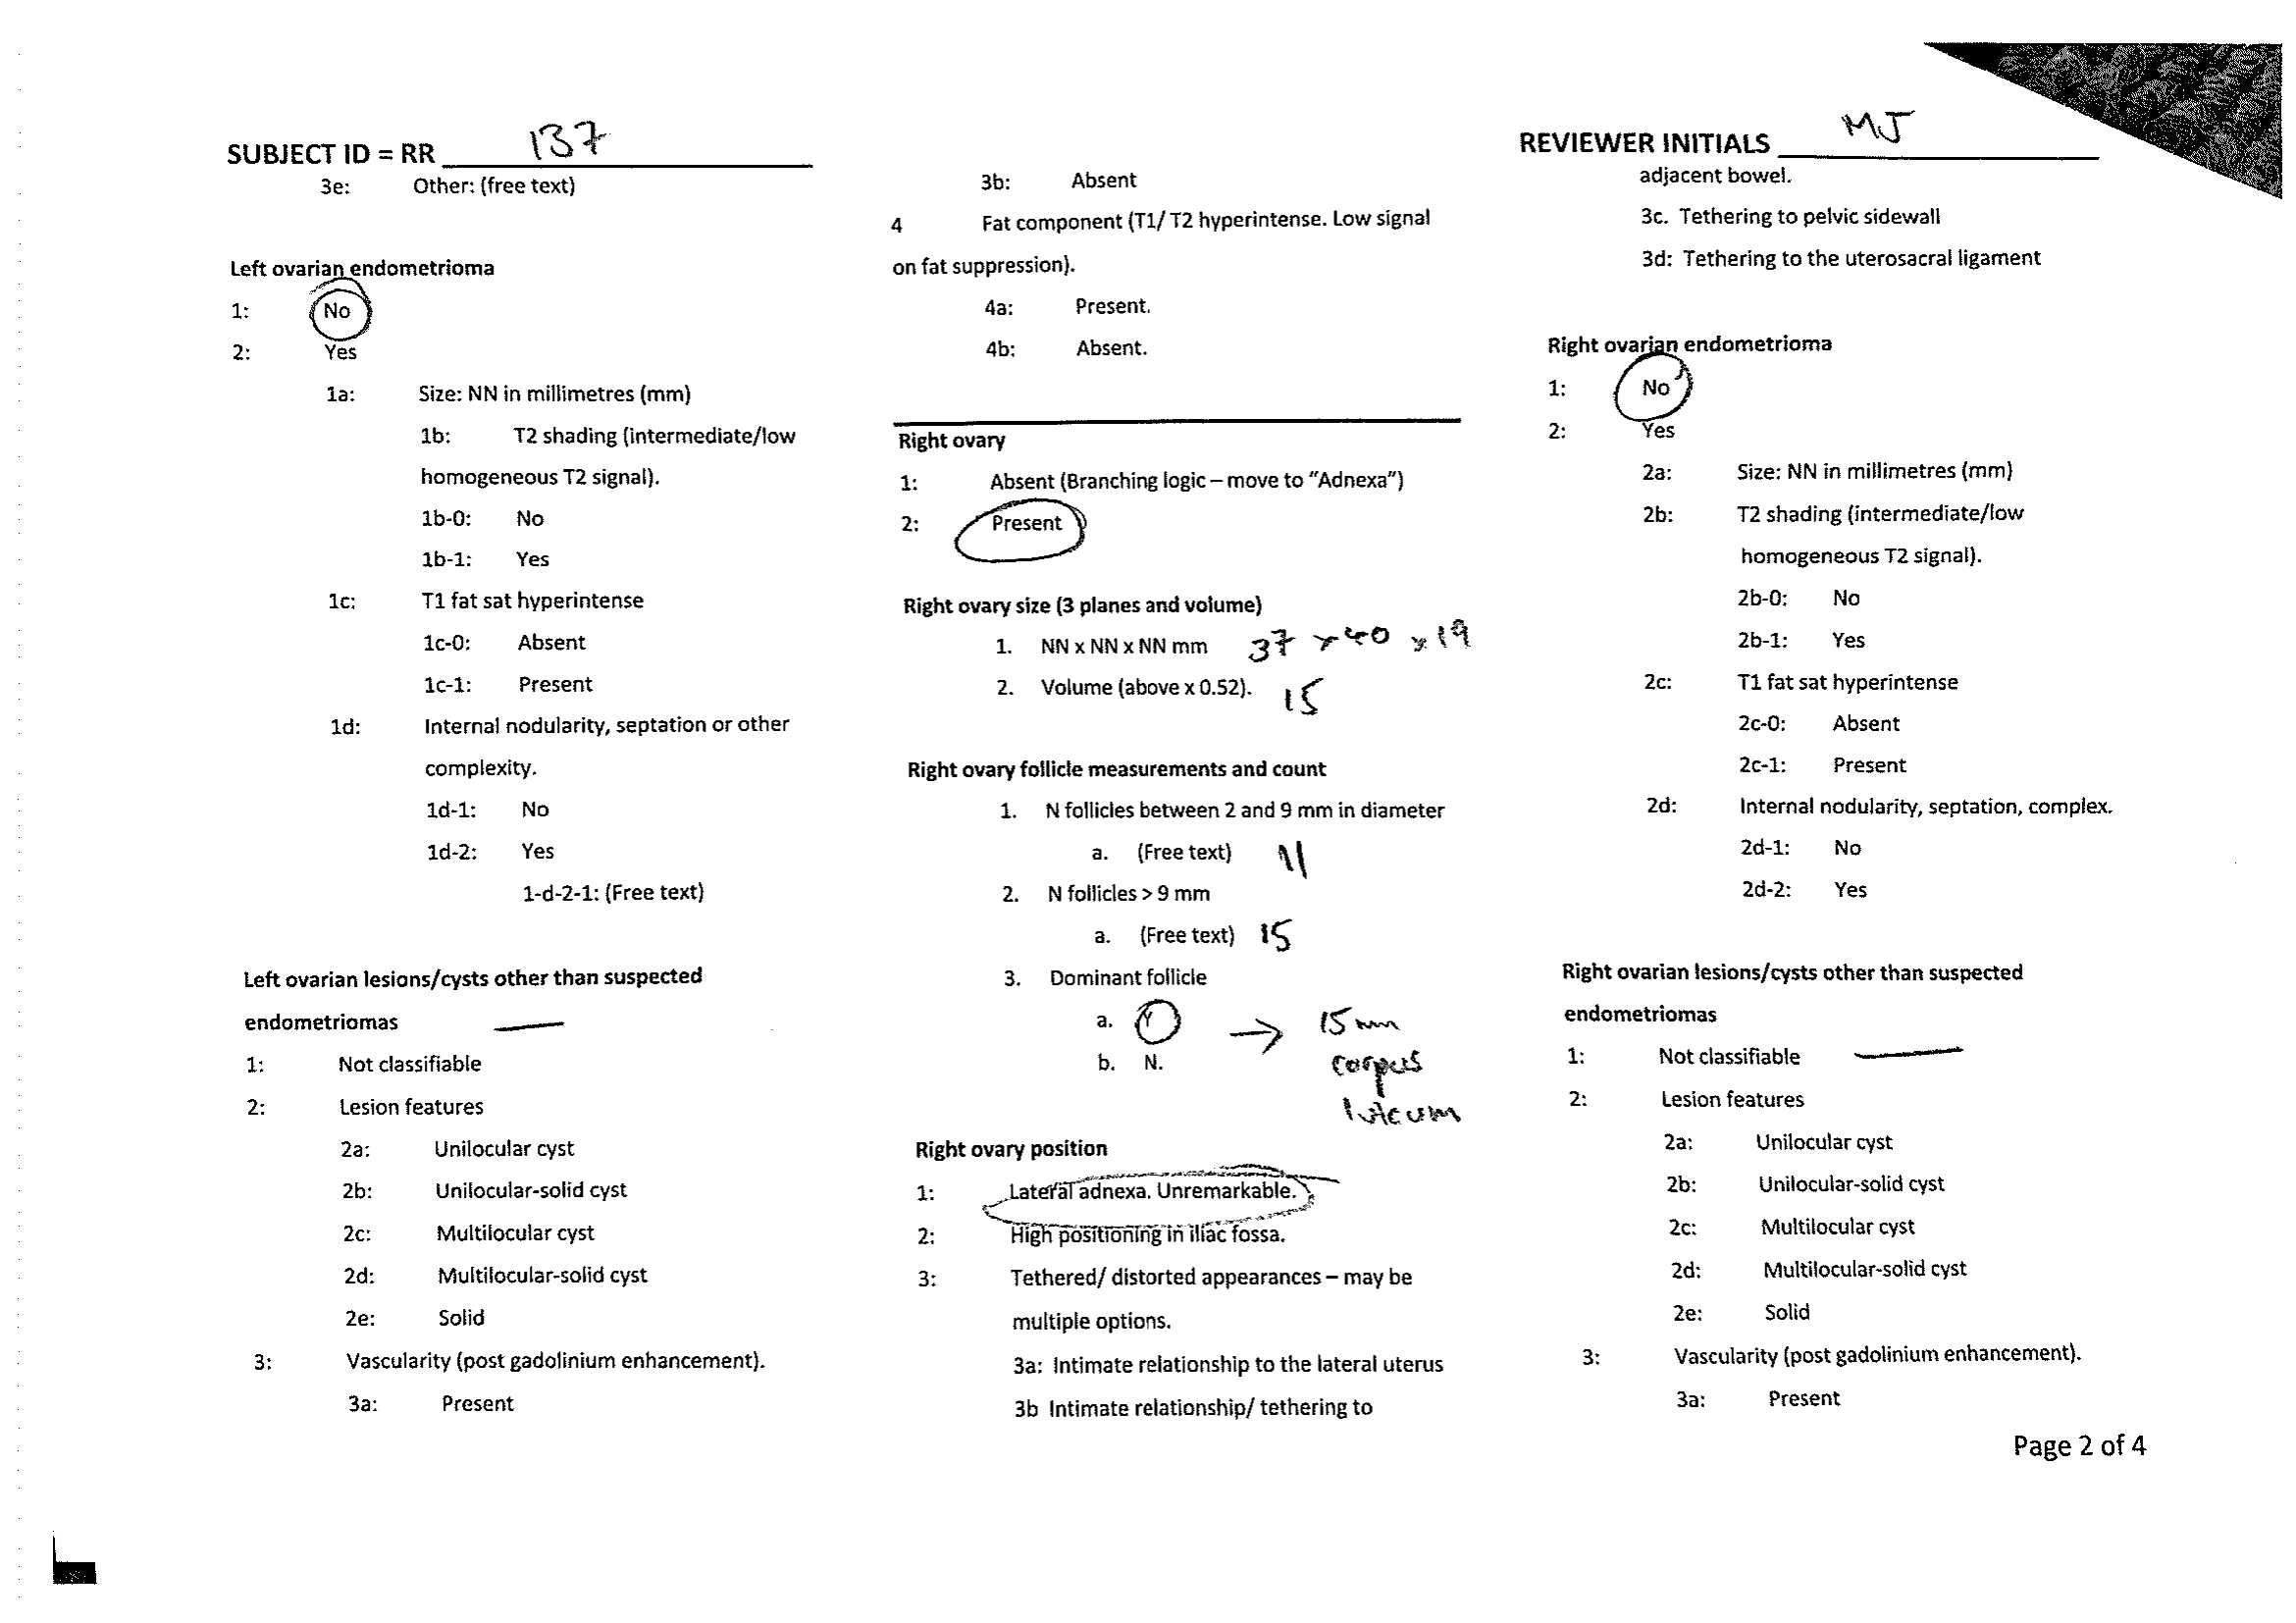 SUBJECT ID = RR 137
3e: Other: (free text)
Left ovarian endometrioma
1: No
2: Yes
1a: Size: NN in millimetres (mm)
1b: T2 shading (intermediate/low
homogeneous T2 signal).
1b-0: No
1b-1: Yes
1c: T1 fat sat hyperintense
1c-0: Absent
1c-1: Present
1d: Internal nodularity, septation or other
complexity.
1d-1: No
1d-2: Yes
1-d-2-1: (Free text)
Left ovarian lesions/cysts other than suspected
endometriomas
1: Not classifiable
2: Lesion features
2a: Unilocular cyst
2b: Unilocular-solid cyst
2c: Multilocular cyst
2d: Multilocular-solid cyst
2e: Solid
3: Vascularity (post gadolinium enhancement).
3a: Present
3b: Absent
4 Fat component (T1/ T2 hyperintense. Low signal
on fat suppression).
4a: Present.
4b: Absent.
Right ovary
1: Absent (Branching logic – move to “Adnexa”)
2: Present
Right ovary size (3 planes and volume)
1. NN x NN x NN mm 37 x 40 x 19
2. Volume (above x 0.52). 15
Right ovary follicle measurements and count
1. N follicles between 2 and 9 mm in diameter
a. (Free text) 11
2. N follicles > 9 mm
a. (Free text) 15
3. Dominant follicle
a. Y → 15 mm
b. N. corpus
luteum
Right ovary position
1: Lateral adnexa. Unremarkable.
2: High positioning in iliac fossa.
3: Tethered/ distorted appearances – may be
multiple options.
3a: Intimate relationship to the lateral uterus
3b Intimate relationship/ tethering to
REVIEWER INITIALS MJ
adjacent bowel.
3c. Tethering to pelvic sidewall
3d: Tethering to the uterosacral ligament
Right ovarian endometrioma
1: No
2: Yes
2a: Size: NN in millimetres (mm)
2b: T2 shading (intermediate/low
homogeneous T2 signal).
2b-0: No
2b-1: Yes
2c: T1 fat sat hyperintense
2c-0: Absent
2c-1: Present
2d: Internal nodularity, septation, complex.
2d-1: No
2d-2: Yes
Right ovarian lesions/cysts other than suspected
endometriomas
1: Not classifiable
2: Lesion features
2a: Unilocular cyst
2b: Unilocular-solid cyst
2c: Multilocular cyst
2d: Multilocular-solid cyst
2e: Solid
3: Vascularity (post gadolinium enhancement).
3a: Present
Page 2 of 4